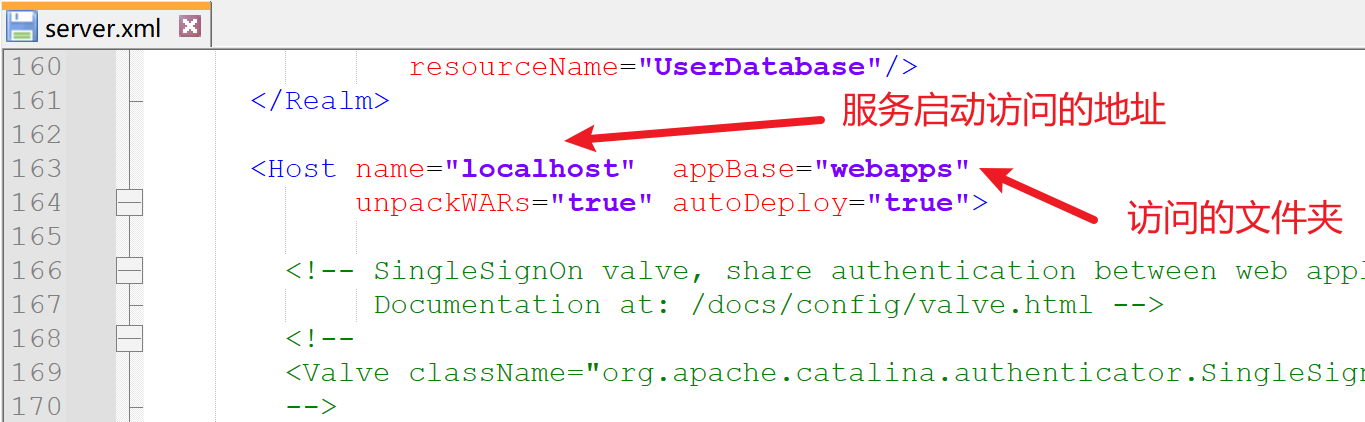 server.xml
160 resourceName="UserDatabase"/>
161 </Realm>
服务启动访问的地址
162
163 <Host name="localhost" appBase="webapps"
164 unpackWARs="true" autoDeploy="true">
访问的文件夹
165
166 <!-- SingleSignOn valve, share authentication between web appl
167 Documentation at: /docs/config/valve.html -->
168 <!--
169 <Valve className="org.apache.catalina.authenticator.SingleSign
170 -->